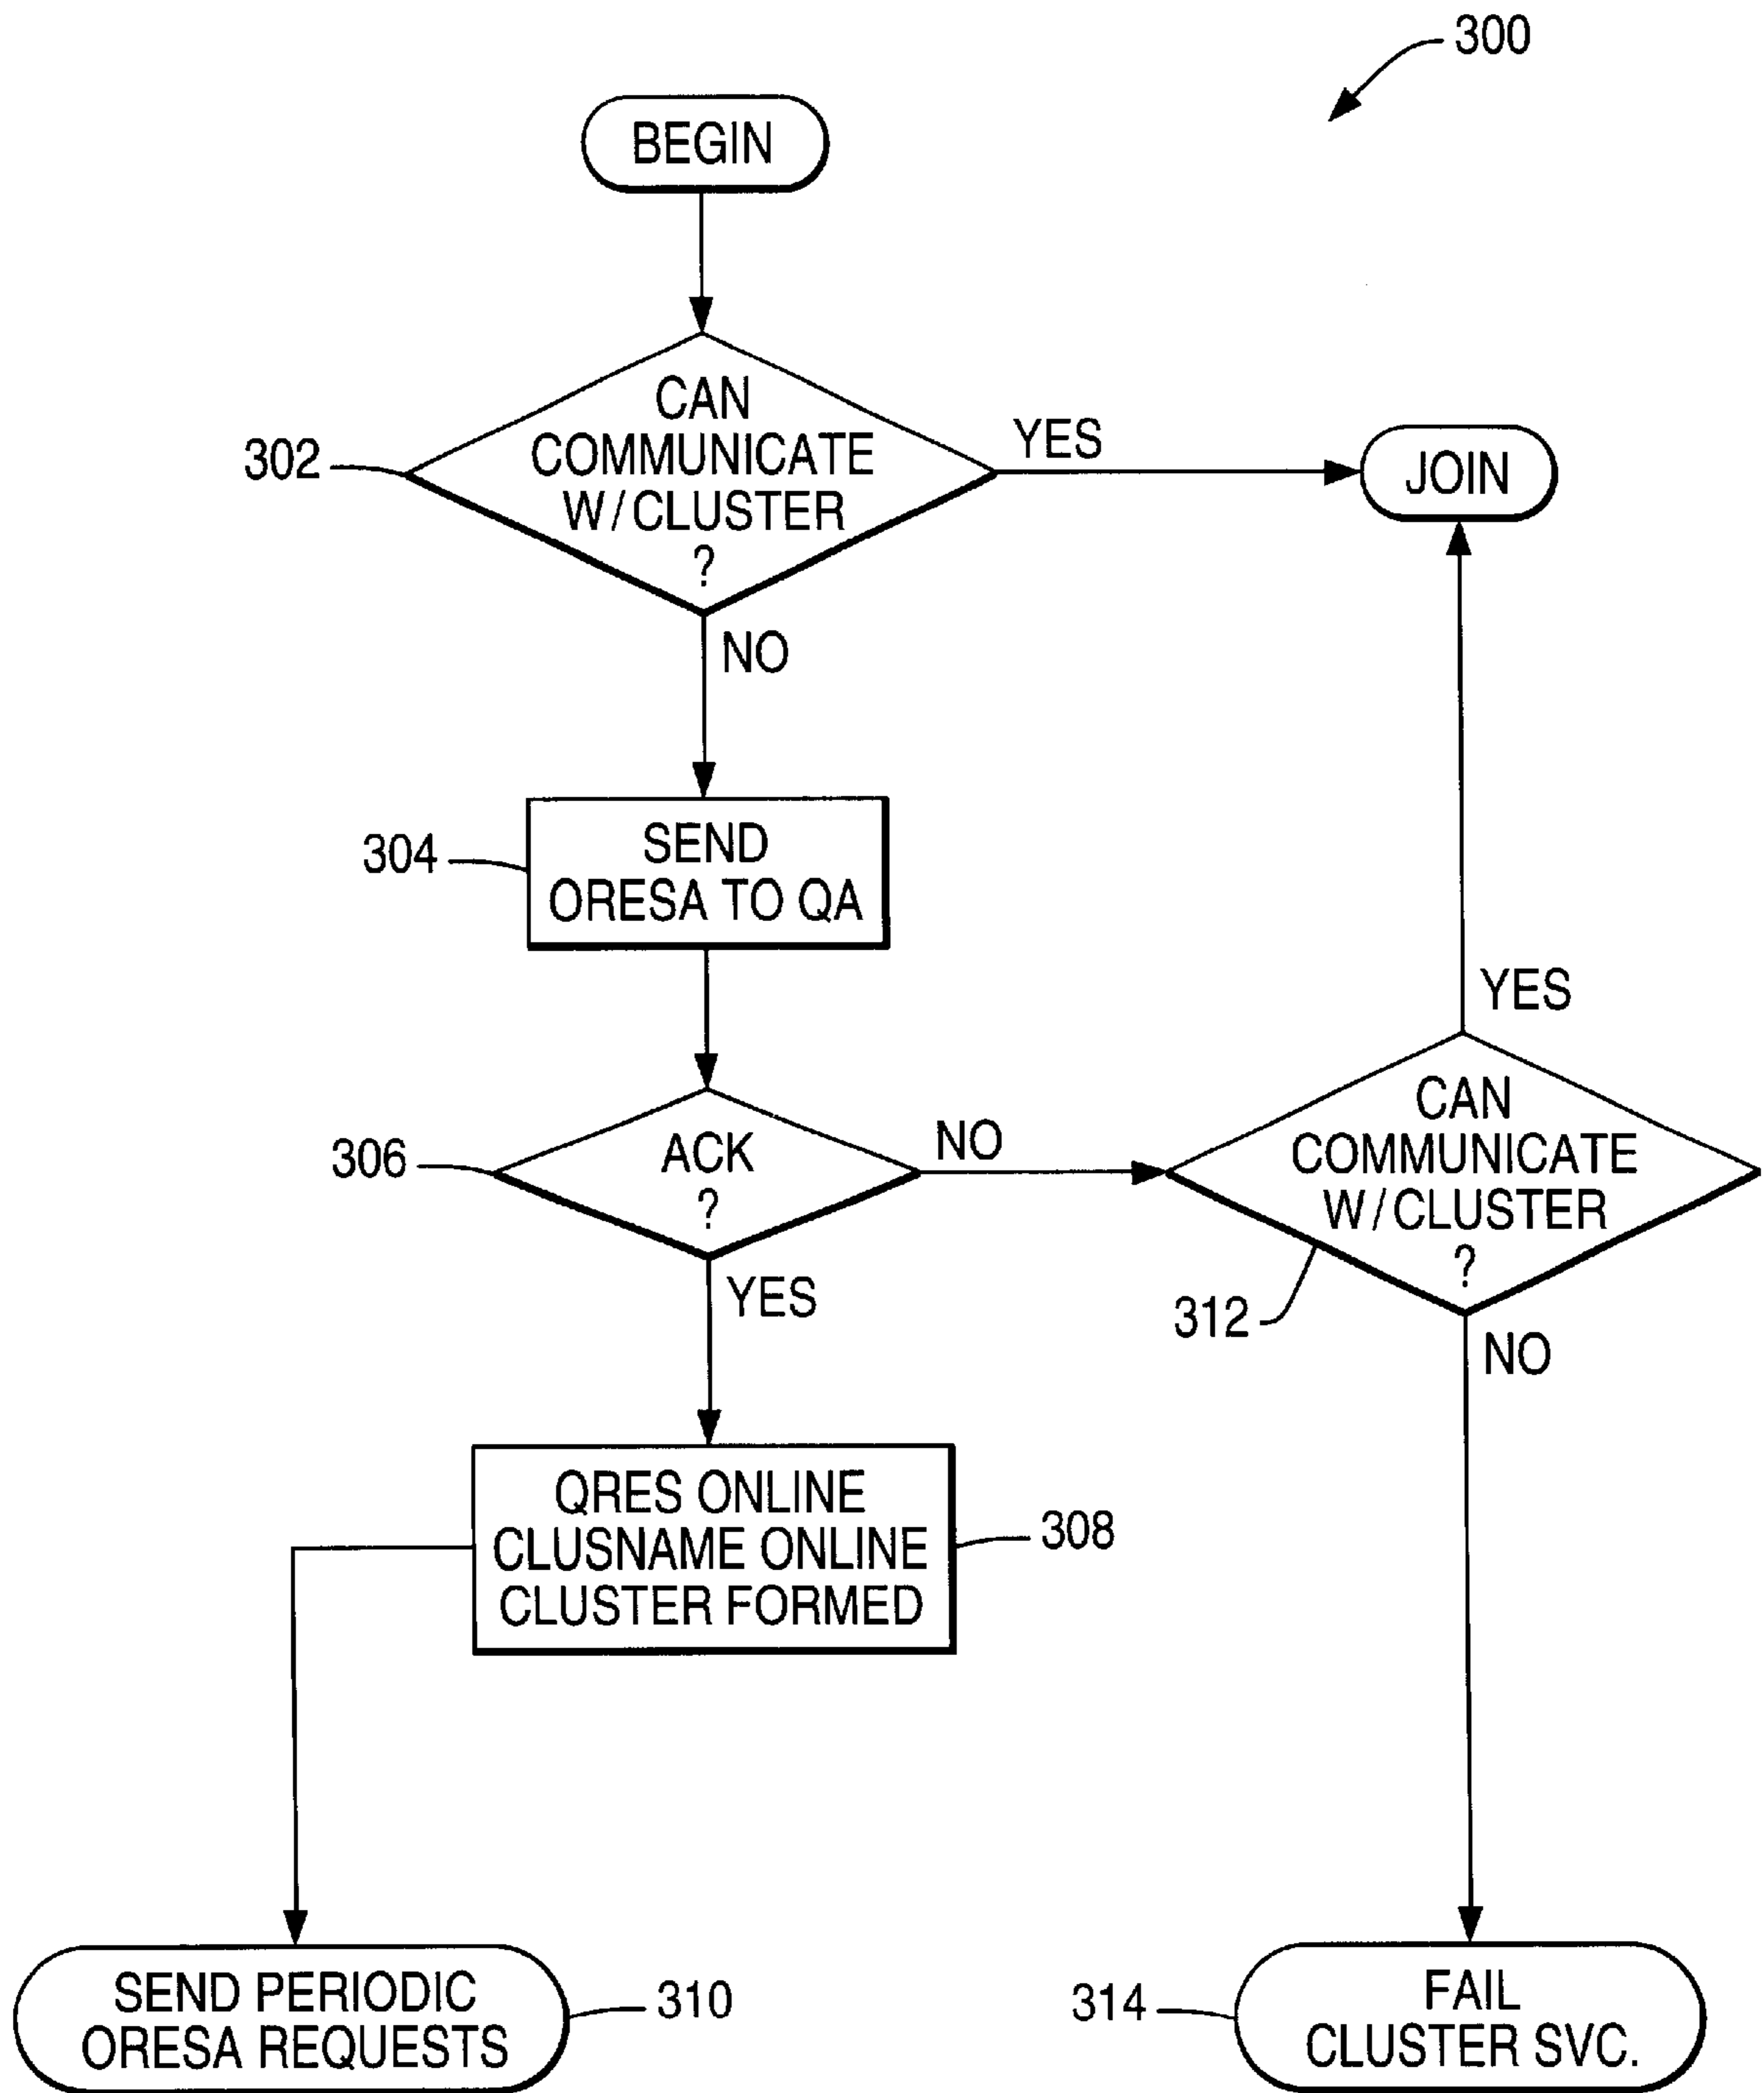 300
BEGIN
CAN
COMMUNICATE
W/CLUSTER
?
302
YES
JOIN
NO
SEND
ORESA TO QA
304
YES
ACK
?
306
NO
CAN
COMMUNICATE
W/CLUSTER
?
312
YES
NO
QRES ONLINE
CLUSNAME ONLINE
CLUSTER FORMED
308
SEND PERIODIC
ORESA REQUESTS
310
314
FAIL
CLUSTER SVC.